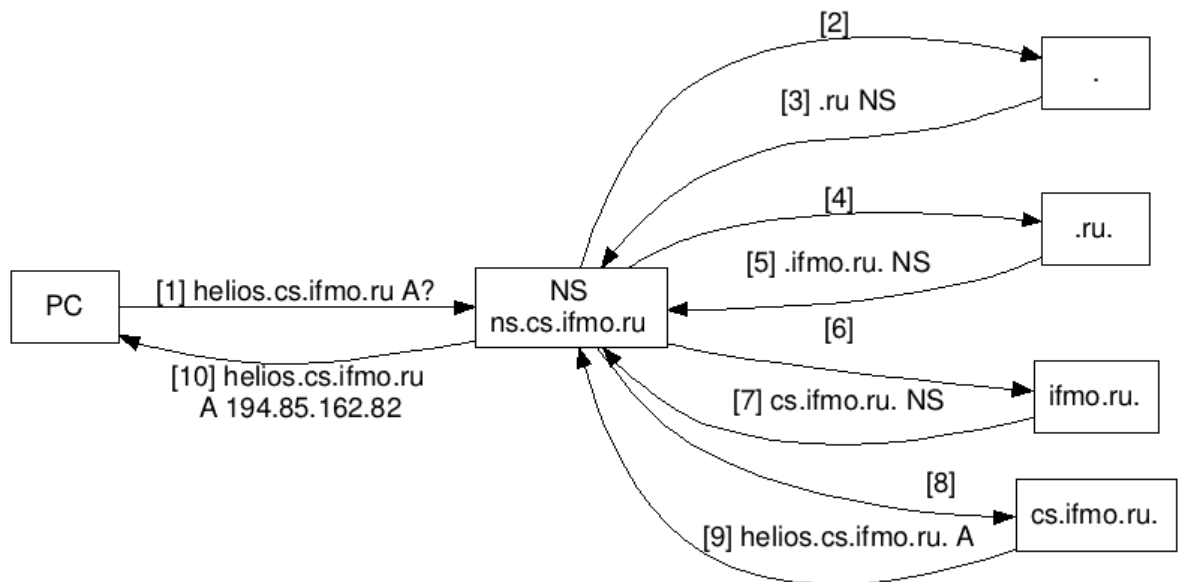 [2]
.
[3] .ru NS
[4]
.ru.
[5] .ifmo.ru. NS
PC
[1] helios.cs.ifmo.ru A?
NS
ns.cs.ifmo.ru
[6]
[10] helios.cs.ifmo.ru
A 194.85.162.82
[7] cs.ifmo.ru. NS
ifmo.ru.
[8]
cs.ifmo.ru.
[9] helios.cs.ifmo.ru. A